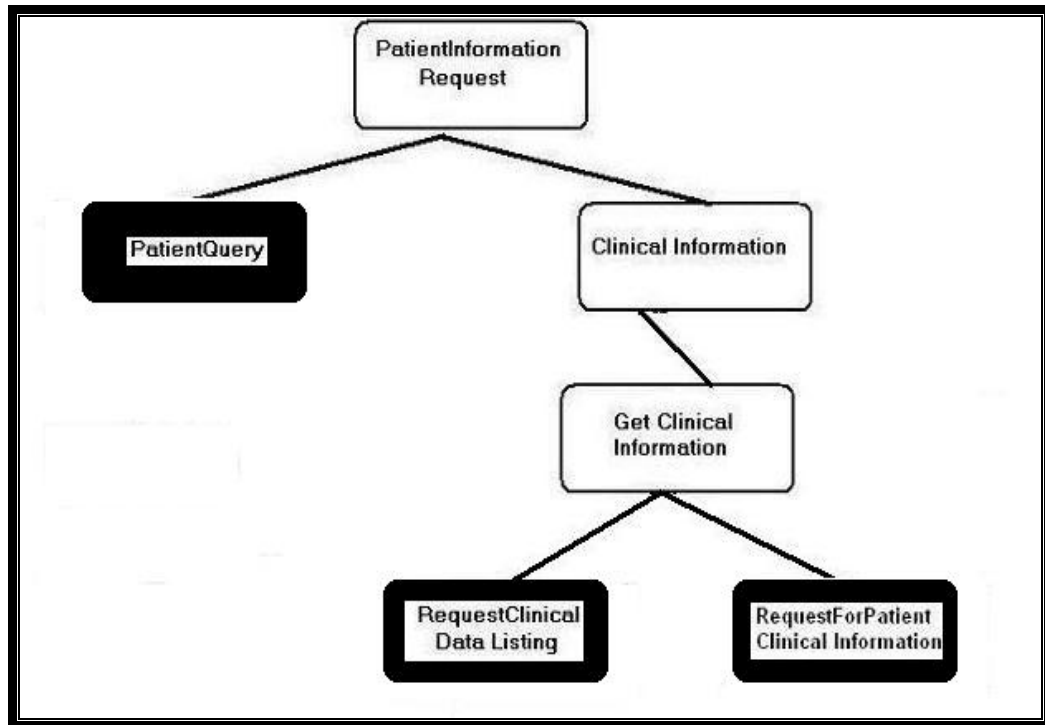 PatientInformation
Request
PatientQuery
Clinical Information
Get Clinical
Information
RequestClinical
Data Listing
RequestForPatient
Clinical Information